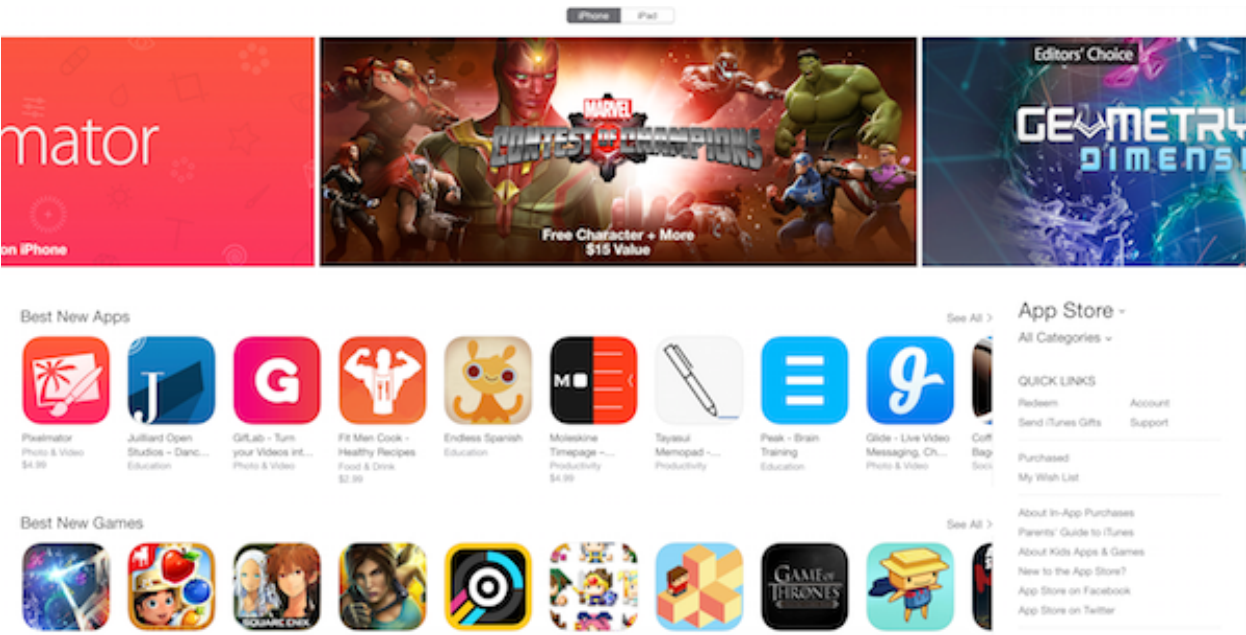 iPhone iPad
mator
on iPhone
MARVEL
CONTEST OF CHAMPIONS
Free Character + More
$15 Value
Editors' Choice
GEOMETRY
DIMENSI
Best New Apps
See All >
Pixelmator
Photo & Video
$4.99
Juilliard Open
Studios – Danc...
Education
G
GifLab - Turn
your Videos int...
Photo & Video
Fit Men Cook -
Healthy Recipes
Food & Drink
$2.99
Endless Spanish
Education
M
Moleskine
Timepage –...
Productivity
$4.99
Tayasui
Memopad -...
Productivity
Peak - Brain
Training
Education
g
Glide - Live Video
Messaging, Ch...
Photo & Video
Coff
Bag
Soci
J
App Store
All Categories
QUICK LINKS
Redeem
Account
Send iTunes Gifts
Support
Purchased
My Wish List
About In-App Purchases
Parents' Guide to iTunes
About Kids Apps & Games
New to the App Store?
App Store on Facebook
App Store on Twitter
Best New Games
See All >
SQUARE ENIX
GAME OF
THRONES